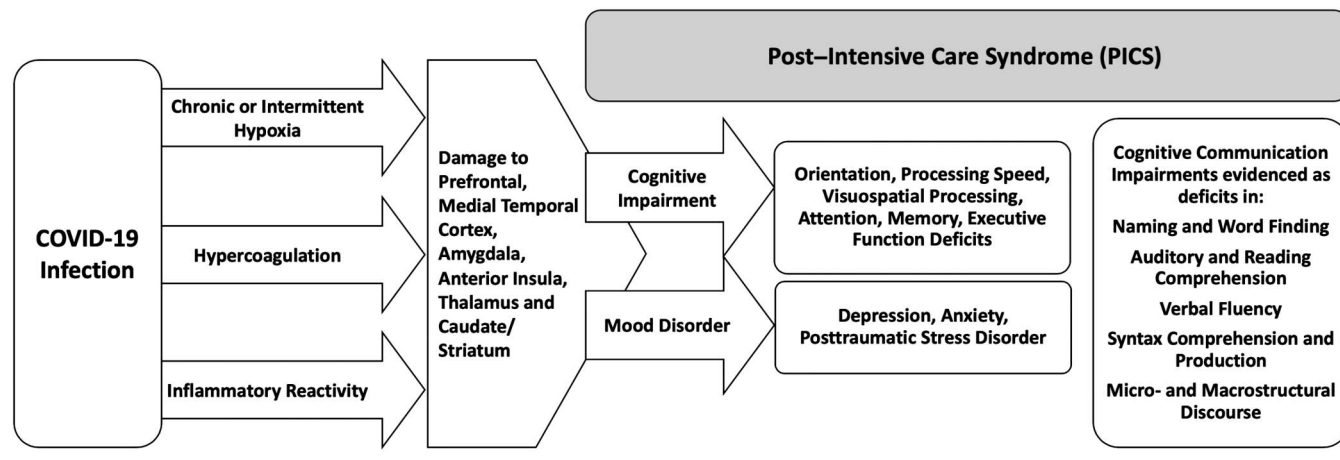 Post–Intensive Care Syndrome (PICS)
COVID-19
Infection
Chronic or Intermittent
Hypoxia
Hypercoagulation
Inflammatory Reactivity
Damage to
Prefrontal,
Medial Temporal
Cortex,
Amygdala,
Anterior Insula,
Thalamus and
Caudate/
Striatum
Cognitive
Impairment
Mood Disorder
Orientation, Processing Speed,
Visuospatial Processing,
Attention, Memory, Executive
Function Deficits
Depression, Anxiety,
Posttraumatic Stress Disorder
Cognitive Communication
Impairments evidenced as
deficits in:
Naming and Word Finding
Auditory and Reading
Comprehension
Verbal Fluency
Syntax Comprehension and
Production
Micro- and Macrostructural
Discourse